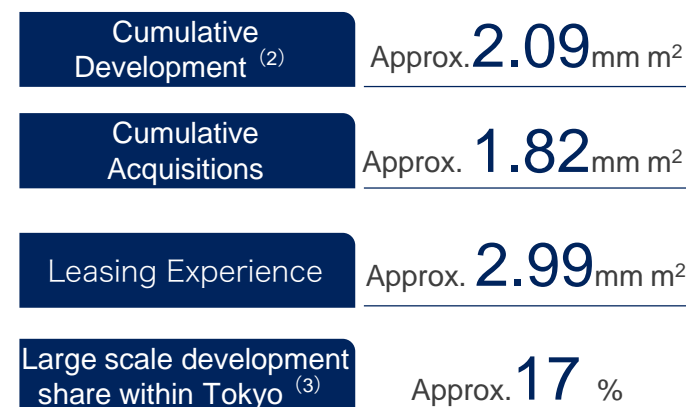 Cumulative
Development （2） Approx.2.09mm m²
Cumulative
Acquisitions Approx. 1.82mm m²
Leasing Experience Approx. 2.99mm m²
Large scale development
share within Tokyo （3） Approx.17 %